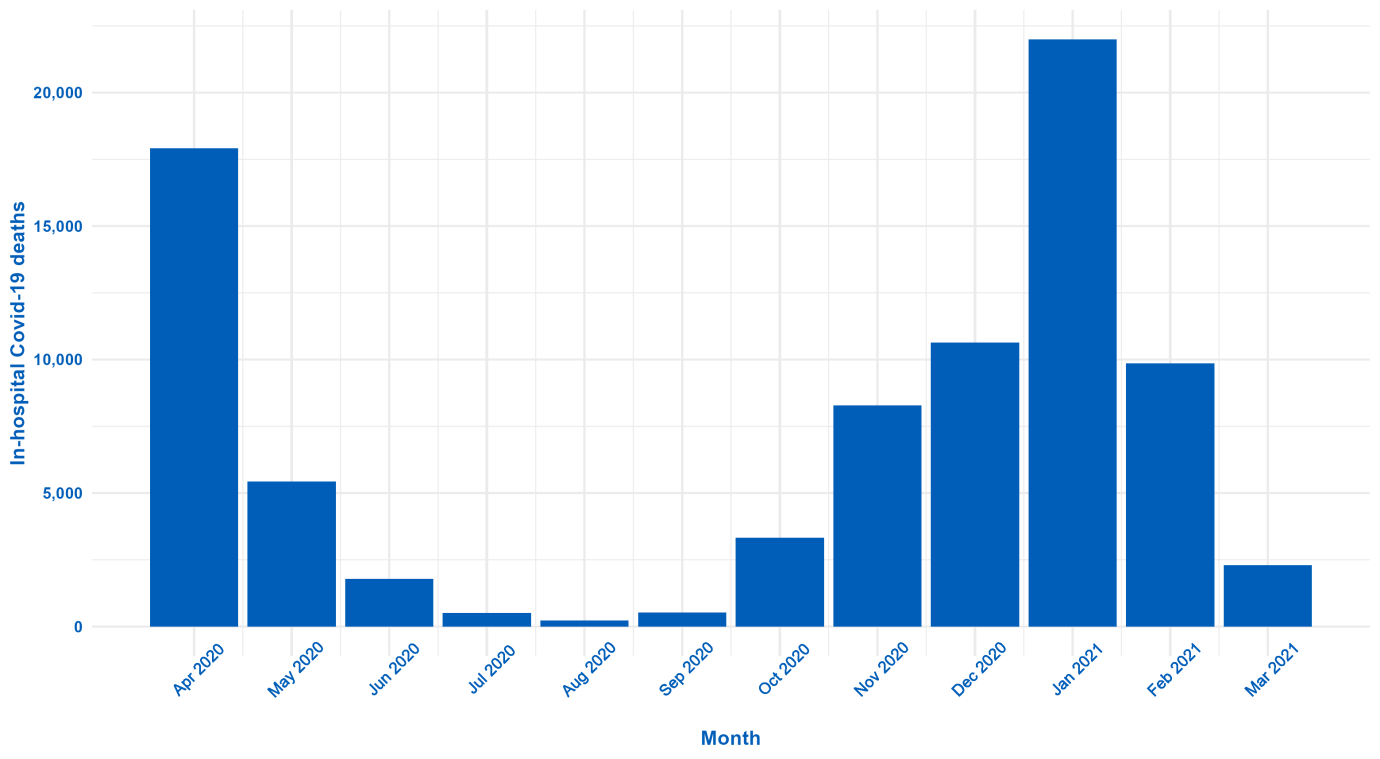 In-hospital Covid-19 deaths
20,000
15,000
10,000
5,000
0
Apr 2020
May 2020
Jun 2020
Jul 2020
Aug 2020
Sep 2020
Oct 2020
Nov 2020
Dec 2020
Jan 2021
Feb 2021
Mar 2021
Month